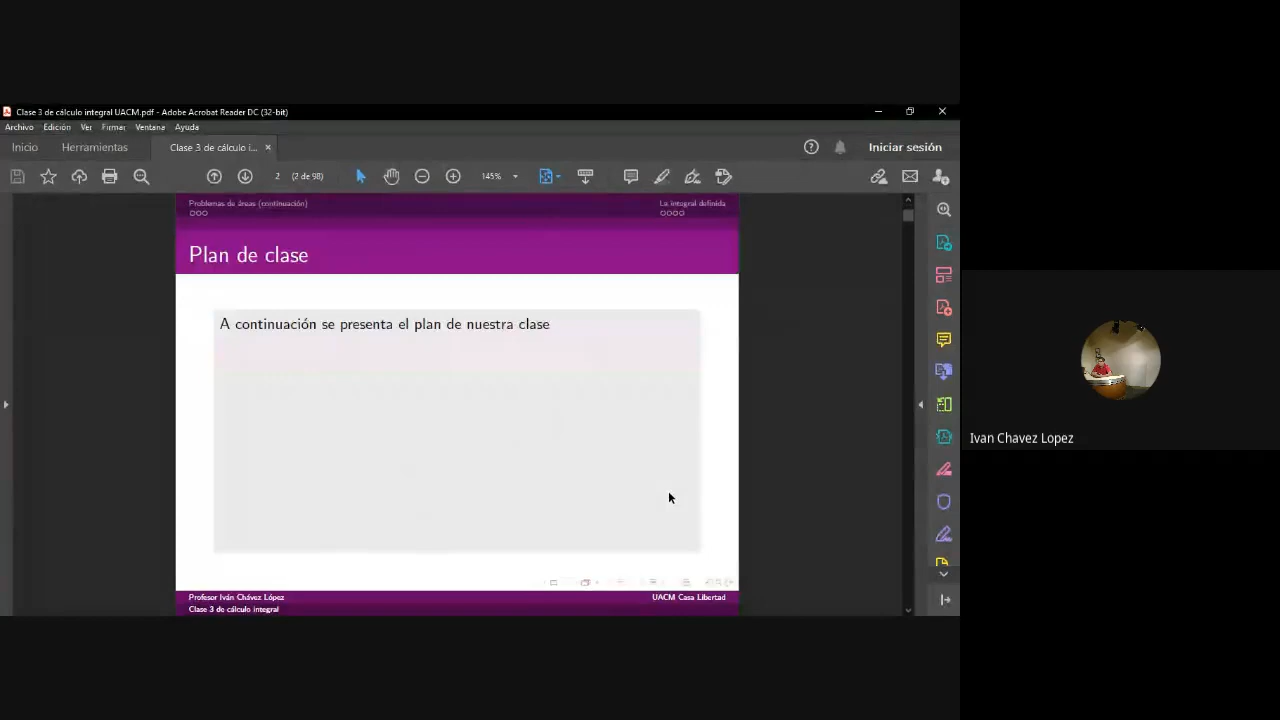 Clase 3 de cálculo integral UACM.pdf - Adobe Acrobat Reader DC (32-bit)
Archivo Edición Ver Firmar Ventana Ayuda
Inicio Herramientas Clase 3 de cálculo i... Iniciar sesión
2 (2 de 98) 145%
Problemas de áreas (continuación) La integral definida
Plan de clase
A continuación se presenta el plan de nuestra clase
Ivan Chavez Lopez
Profesor Iván Chávez López UACM Casa Libertad
Clase 3 de cálculo integral